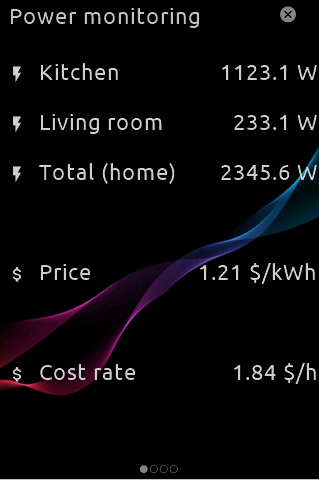 Power monitoring
Kitchen 1123.1 W
Living room 233.1 W
Total (home) 2345.6 W
$ Price 1.21 $/kWh
$ Cost rate 1.84 $/h